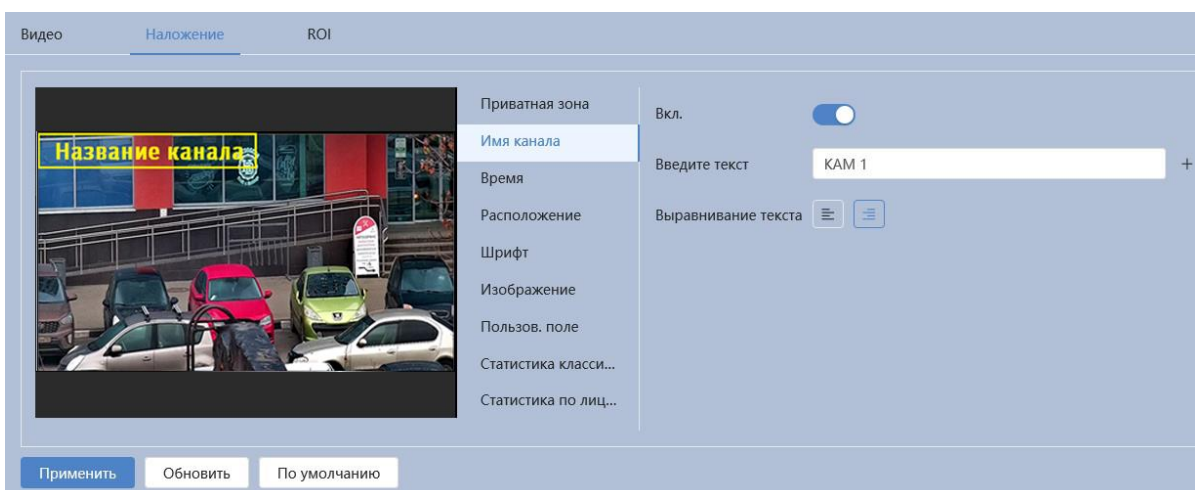 Видео Наложение ROI
Название канала
Приватная зона
Имя канала
Время
Расположение
Шрифт
Изображение
Пользов. поле
Статистика класси...
Статистика по лиц...
Вкл.
Введите текст КАМ 1 +
Выравнивание текста
Применить Обновить По умолчанию